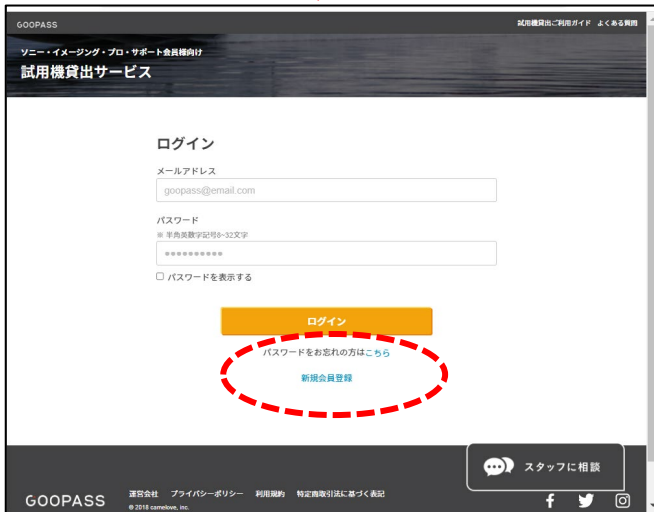 GOOPASS 試用機貸出ご利用ガイド よくある質問
ソニー・イメージング・プロ・サポート会員様向け
試用機貸出サービス
ログイン
メールアドレス
goopass@email.com
パスワード
※ 半角英数字記号8~32文字
パスワードを表示する
ログイン
パスワードをお忘れの方はこちら
新規会員登録
スタッフに相談
GOOPASS
運営会社 プライバシーポリシー 利用規約 特定商取引法に基づく表記
© 2018 camelove, inc.